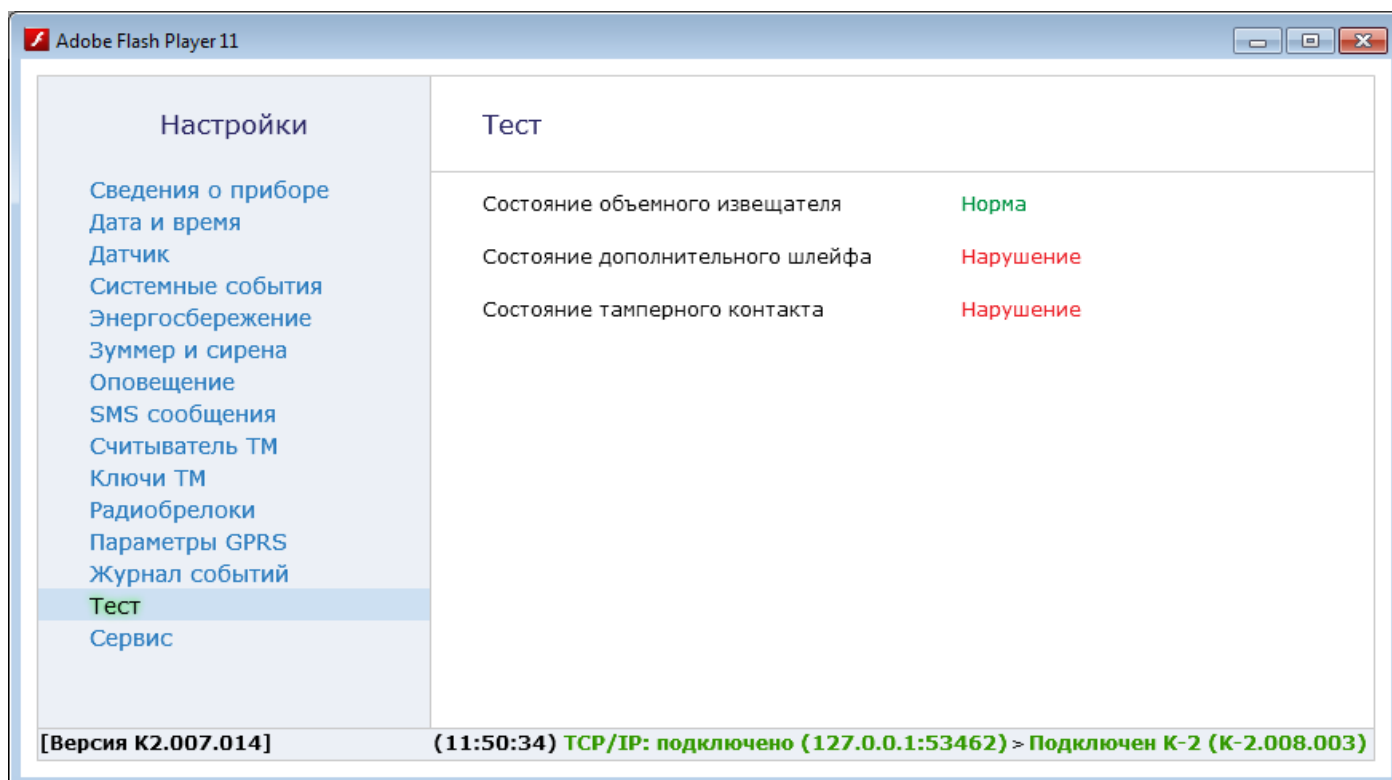 Adobe Flash Player 11
Настройки
Сведения о приборе
Дата и время
Датчик
Системные события
Энергосбережение
Зуммер и сирена
Оповещение
SMS сообщения
Считыватель ТМ
Ключи ТМ
Радиобрелоки
Параметры GPRS
Журнал событий
Тест
Сервис
Тест
Состояние объемного извещателя Норма
Состояние дополнительного шлейфа Нарушение
Состояние тамперного контакта Нарушение
[Версия K2.007.014] (11:50:34) TCP/IP: подключено (127.0.0.1:53462) > Подключен К-2 (K-2.008.003)